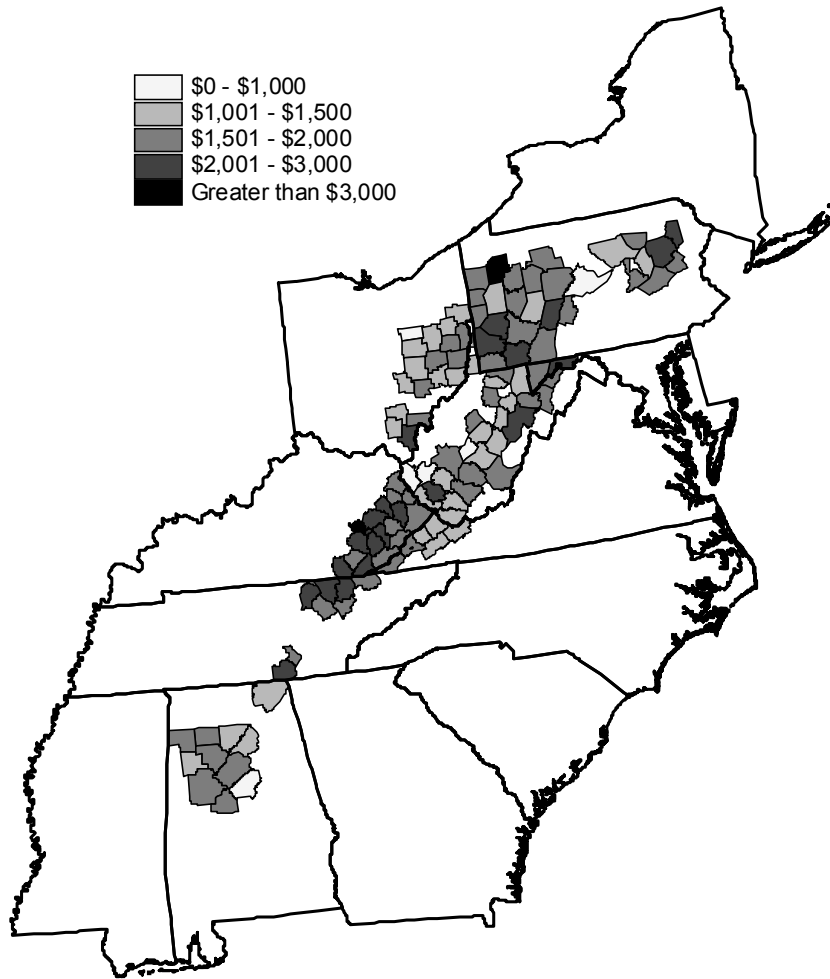 $0 - $1,000
$1,001 - $1,500
$1,501 - $2,000
$2,001 - $3,000
Greater than $3,000